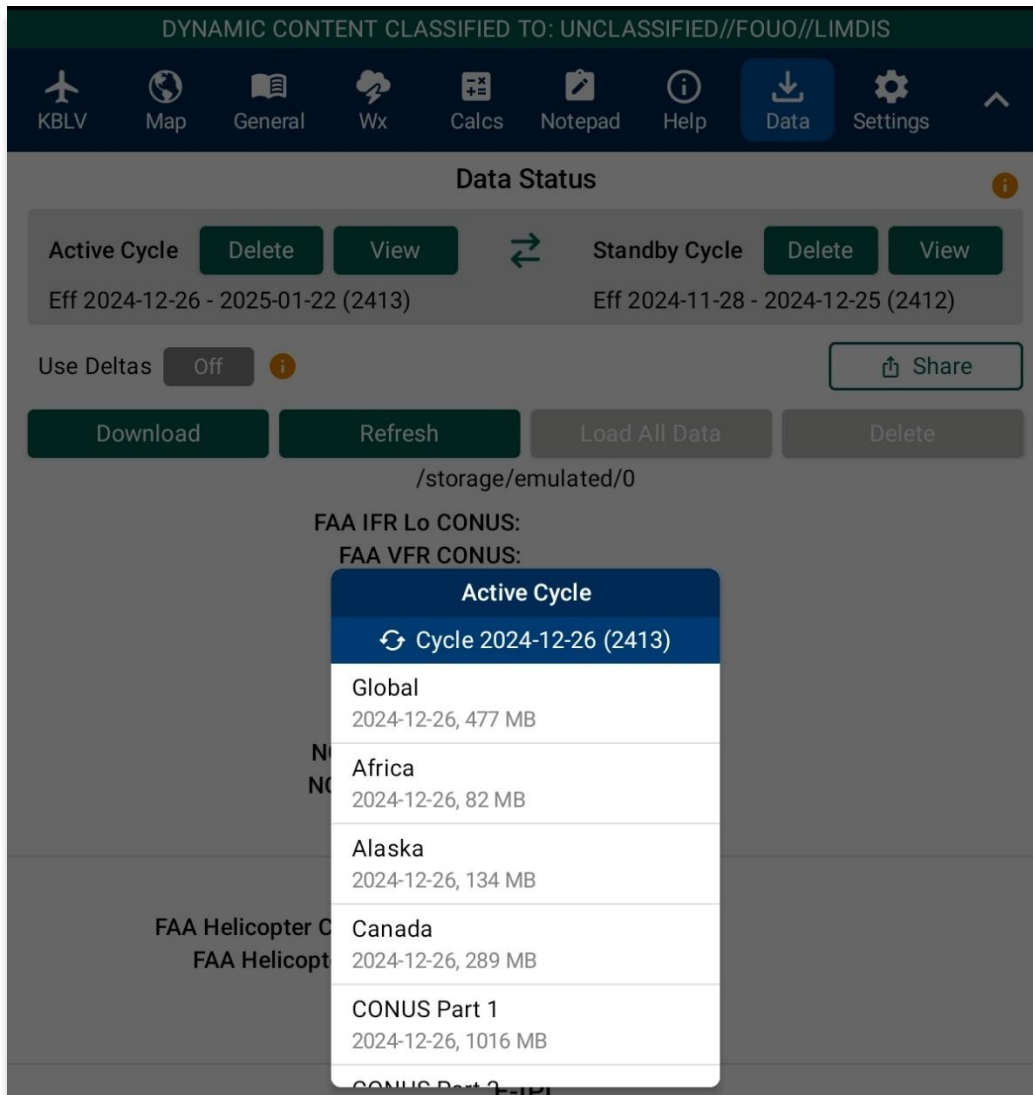 DYNAMIC CONTENT CLASSIFIED TO: UNCLASSIFIED//FOUO//LIMDIS
KBLV Map General Wx Calcs Notepad Help Data Settings
Data Status
Active Cycle Delete View Standby Cycle Delete View
Eff 2024-12-26 - 2025-01-22 (2413) Eff 2024-11-28 - 2024-12-25 (2412)
Use Deltas Off Share
Download Refresh Load All Data Delete
/storage/emulated/0
FAA IFR Lo CONUS:
FAA VFR CONUS:
Active Cycle
Cycle 2024-12-26 (2413)
Global
2024-12-26, 477 MB
Africa
2024-12-26, 82 MB
Alaska
2024-12-26, 134 MB
FAA Helicopter
Canada
FAA
2024-12-26, 289 MB
CONUS Part 1
2024-12-26, 1016 MB
CONUS Part